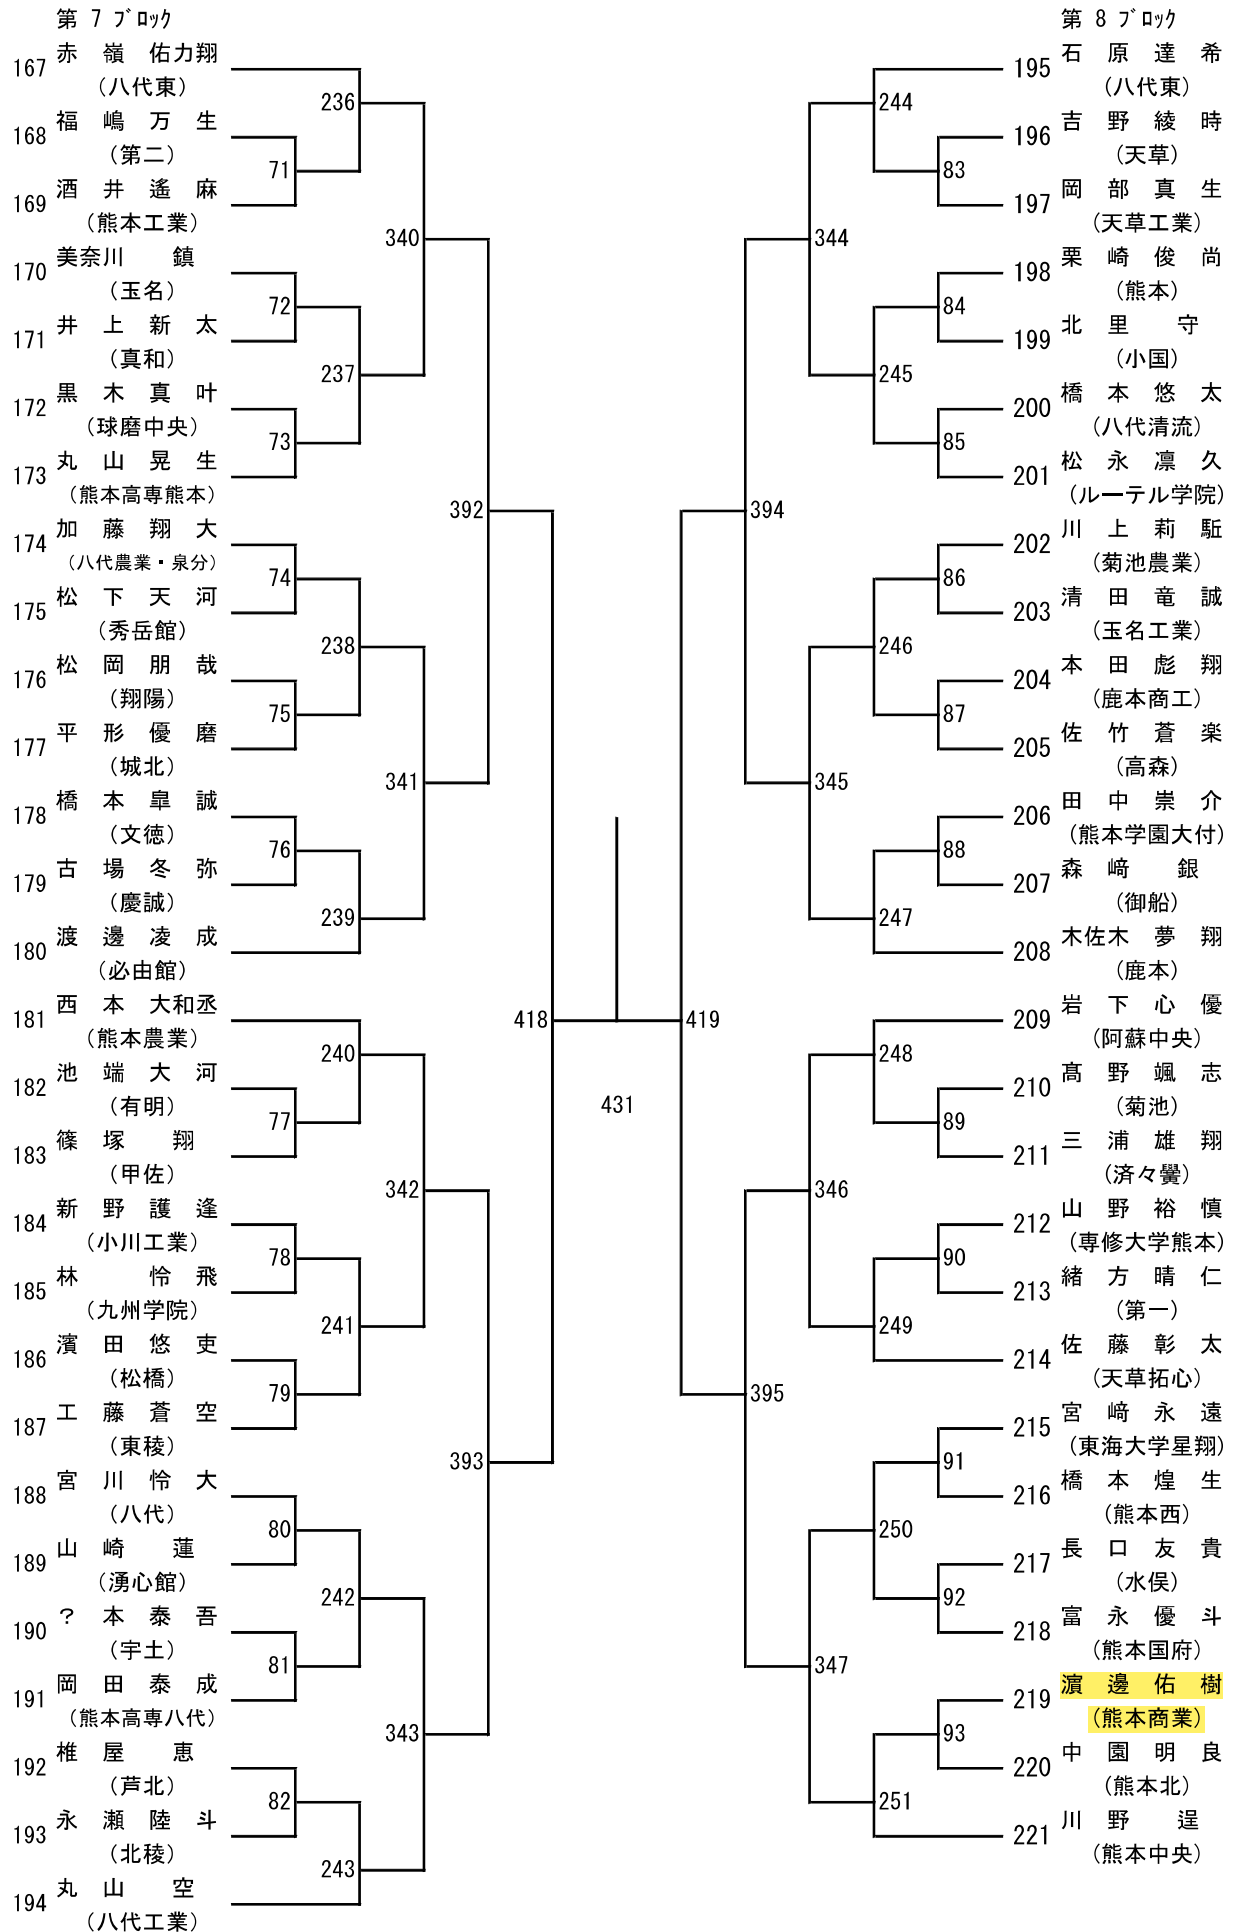 第 7 ﾌﾞﾛｯｸ
167 赤 嶺 佑力翔
(八代東)
236
168 福 嶋 万 生
(第二)
71
169 酒 井 遙 麻
(熊本工業)
340
170 美奈川 鎮
(玉名)
72
171 井 上 新 太
(真和)
237
172 黒 木 真 叶
(球磨中央)
73
173 丸 山 晃 生
(熊本高専熊本)
392
174 加 藤 翔 大
(八代農業・泉分)
74
175 松 下 天 河
(秀岳館)
238
176 松 岡 朋 哉
(翔陽)
75
177 平 形 優 磨
(城北)
341
178 橋 本 皐 誠
(文徳)
76
179 古 場 冬 弥
(慶誠)
239
180 渡 邊 凌 成
(必由館)
418
181 西 本 大和丞
(熊本農業)
240
182 池 端 大 河
(有明)
77
183 篠 塚 翔
(甲佐)
342
184 新 野 護 逢
(小川工業)
78
185 林 怜 飛
(九州学院)
241
186 濱 田 悠 吏
(松橋)
79
187 工 藤 蒼 空
(東稜)
393
188 宮 川 怜 大
(八代)
80
189 山 崎 蓮
(湧心館)
242
190 ? 本 泰 吾
(宇土)
81
191 岡 田 泰 成
(熊本高専八代)
343
192 椎 屋 恵
(芦北)
82
193 永 瀬 陸 斗
(北稜)
243
194 丸 山 空
(八代工業)
431
第 8 ﾌﾞﾛｯｸ
195 石 原 達 希
(八代東)
244
196 吉 野 綾 時
(天草)
83
197 岡 部 真 生
(天草工業)
344
198 栗 崎 俊 尚
(熊本)
84
199 北 里 守
(小国)
245
200 橋 本 悠 太
(八代清流)
85
201 松 永 凛 久
(ルーテル学院)
394
202 川 上 莉 駈
(菊池農業)
86
203 清 田 竜 誠
(玉名工業)
246
204 本 田 彪 翔
(鹿本商工)
87
205 佐 竹 蒼 楽
(高森)
345
206 田 中 崇 介
(熊本学園大付)
88
207 森 﨑 銀
(御船)
247
208 木佐木 夢 翔
(鹿本)
419
209 岩 下 心 優
(阿蘇中央)
248
210 髙 野 颯 志
(菊池)
89
211 三 浦 雄 翔
(済々黌)
346
212 山 野 裕 慎
(専修大学熊本)
90
213 緒 方 晴 仁
(第一)
249
214 佐 藤 彰 太
(天草拓心)
395
215 宮 﨑 永 遠
(東海大学星翔)
91
216 橋 本 煌 生
(熊本西)
250
217 長 口 友 貴
(水俣)
92
218 富 永 優 斗
(熊本国府)
347
219 濵 邊 佑 樹
(熊本商業)
93
220 中 園 明 良
(熊本北)
251
221 川 野 逞
(熊本中央)